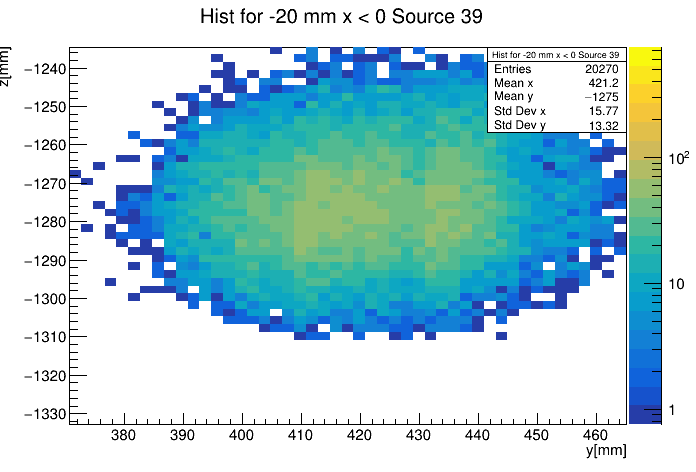 Hist for -20 mm x < 0 Source 39
z[mm]
Hist for -20 mm x < 0 Source 39
Entries 20270
Mean x 421.2
Mean y −1275
Std Dev x 15.77
Std Dev y 13.32
−1240
−1250
−1260
−1270
−1280
−1290
−1300
−1310
−1320
−1330
380 390 400 410 420 430 440 450 460
y[mm]
10²
10
1